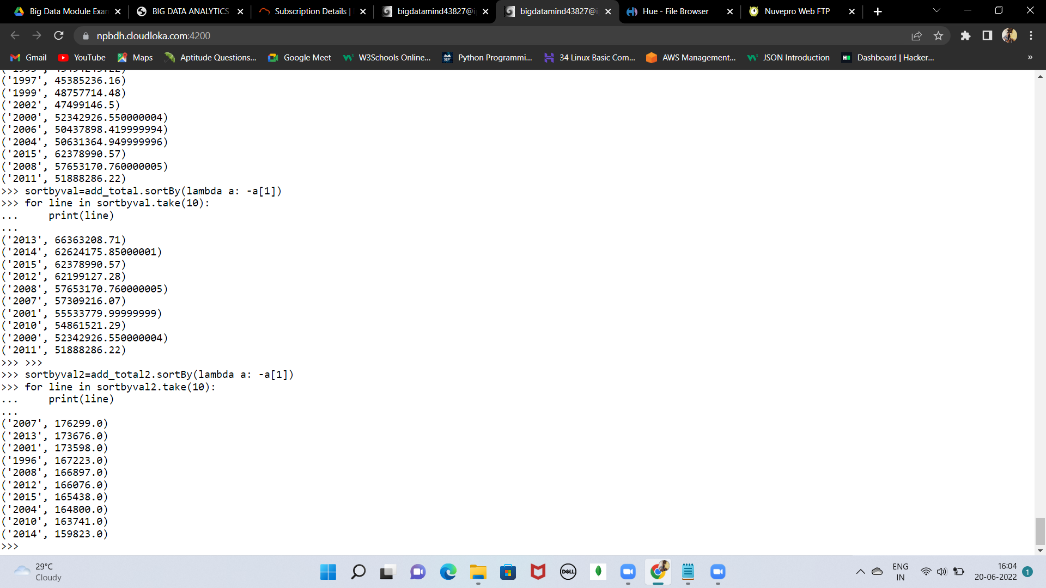 Big Data Module Exar
BIG DATA ANALYTICS
Subscription Details |
bigdatamind43827@i
bigdatamind43827@i
Hue - File Browser
Nuvepro Web FTP
npbdh.cloudloka.com:4200
Gmail
YouTube
Maps
Aptitude Questions...
Google Meet
W3Schools Online...
Python Programmi...
34 Linux Basic Com...
AWS Management...
JSON Introduction
Dashboard | Hacker...
»
('1997', 45385236.16)
('1999', 48757714.48)
('2002', 47499146.5)
('2000', 52342926.550000004)
('2006', 50437898.419999994)
('2004', 50631364.949999996)
('2015', 62378990.57)
('2008', 57653170.760000005)
('2011', 51888286.22)
>>> sortbyval=add_total.sortBy(lambda a: -a[1])
>>> for line in sortbyval.take(10):
...     print(line)
...
('2013', 66363208.71)
('2014', 62624175.85000001)
('2015', 62378990.57)
('2012', 62199127.28)
('2008', 57653170.760000005)
('2007', 57309216.07)
('2001', 55533779.99999999)
('2010', 54861521.29)
('2000', 52342926.550000004)
('2011', 51888286.22)
>>> >>>
>>> sortbyval2=add_total2.sortBy(lambda a: -a[1])
>>> for line in sortbyval2.take(10):
...     print(line)
...
('2007', 176299.0)
('2013', 173676.0)
('2001', 173598.0)
('1996', 167223.0)
('2008', 166897.0)
('2012', 166076.0)
('2015', 165438.0)
('2004', 164800.0)
('2010', 163741.0)
('2014', 159823.0)
>>>
29°C
Cloudy
DELL
ENG
IN
16:04
20-06-2022
1